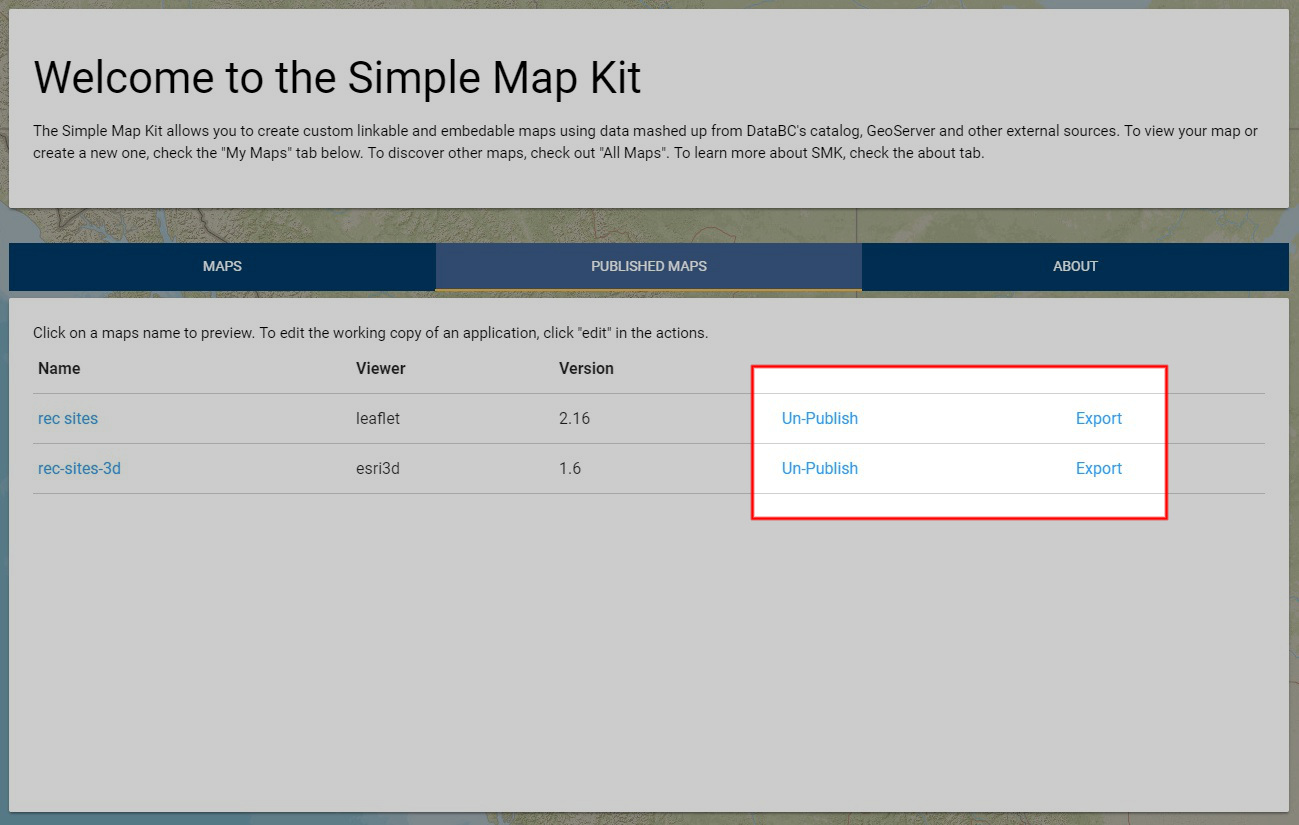 Welcome to the Simple Map Kit
The Simple Map Kit allows you to create custom linkable and embedable maps using data mashed up from DataBC's catalog, GeoServer and other external sources. To view your map or
create a new one, check the "My Maps" tab below. To discover other maps, check out "All Maps". To learn more about SMK, check the about tab.
MAPS PUBLISHED MAPS ABOUT
Click on a maps name to preview. To edit the working copy of an application, click "edit" in the actions.
Name Viewer Version
rec sites leaflet 2.16 Un-Publish Export
rec-sites-3d esri3d 1.6 Un-Publish Export